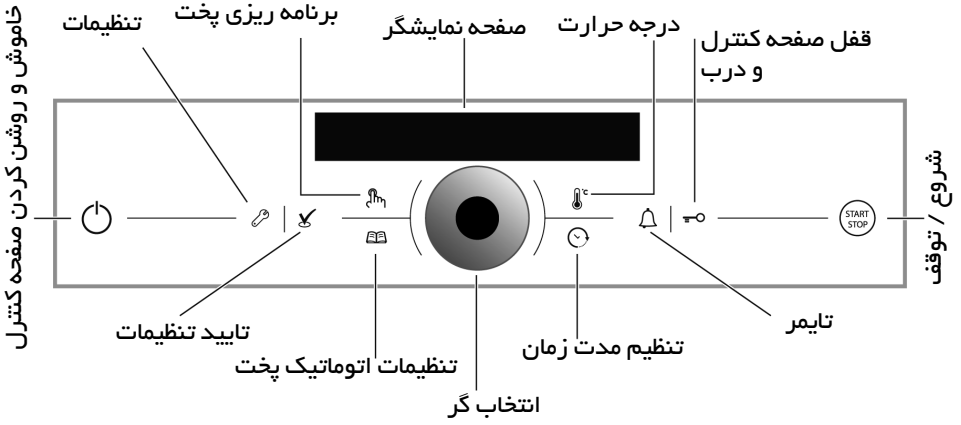 خاموش و روشن کردن صفحه کنترل
تنظیمات
برنامه ریزی پخت
صفحه نمایشگر
درجه حرارت
قفل صفحه کنترل
و درب
شروع / توقف
°C
START
STOP
تایید تنظیمات
تنظیمات اتوماتیک پخت
انتخاب گر
تنظیم مدت زمان
تایمر